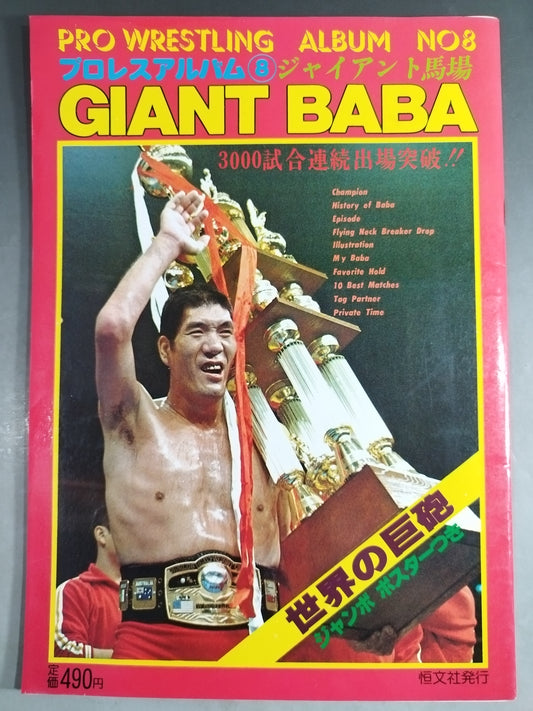 PRO WRESTLING ALBUM NO8
プロレスアルバム⑧ジャイアント馬場
GIANT BABA
3000試合連続出場突破!!
Champion
History of Baba
Episode
Flying Neck Breaker Drop
Illustration
My Baba
Favorite Hold
10 Best Matches
Tag Partner
Private Time
世界の巨砲
ジャンボ ポスターつき
定価490円
恒文社発行